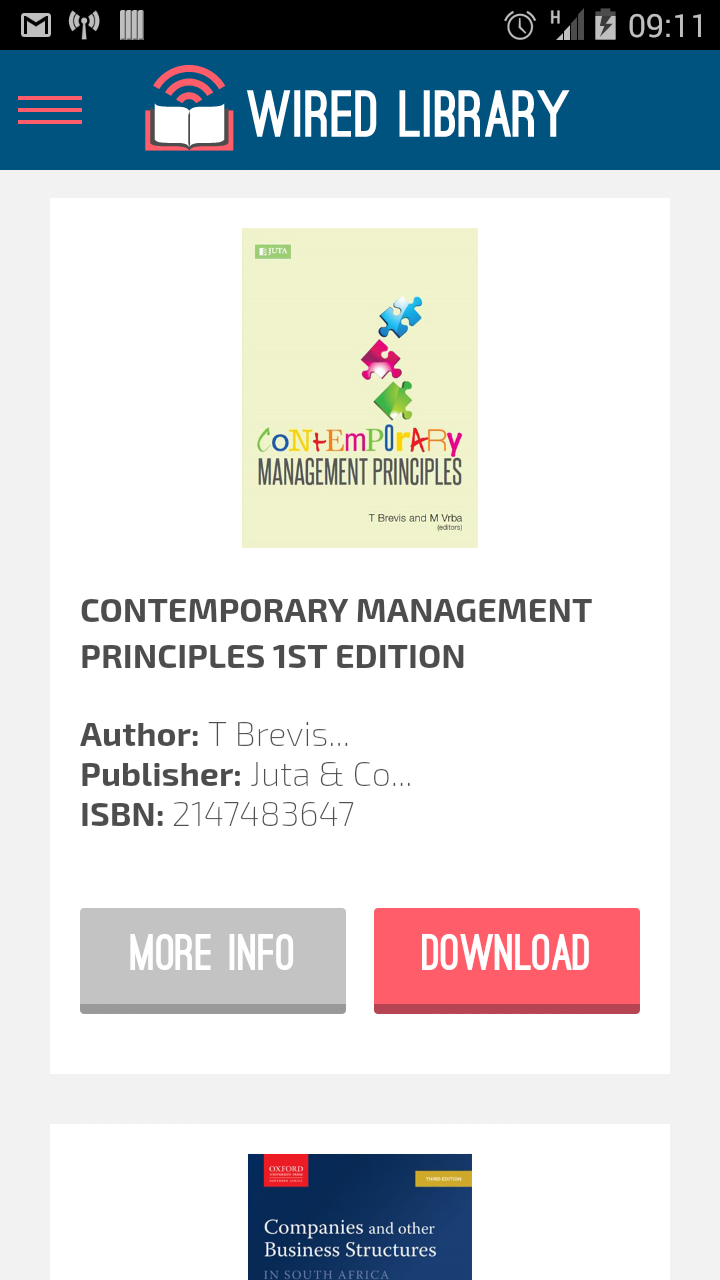 H 09:11
WIRED LIBRARY
JUTA
CoNtEmPOrARy
MANAGEMENT PRINCIPLES
T Brevis and M Vrba
(editors)
CONTEMPORARY MANAGEMENT
PRINCIPLES 1ST EDITION
Author: T Brevis...
Publisher: Juta & Co...
ISBN: 2147483647
MORE INFO DOWNLOAD
OXFORD
THIRD EDITION
Companies and other
Business Structures
IN SOUTH AFRICA